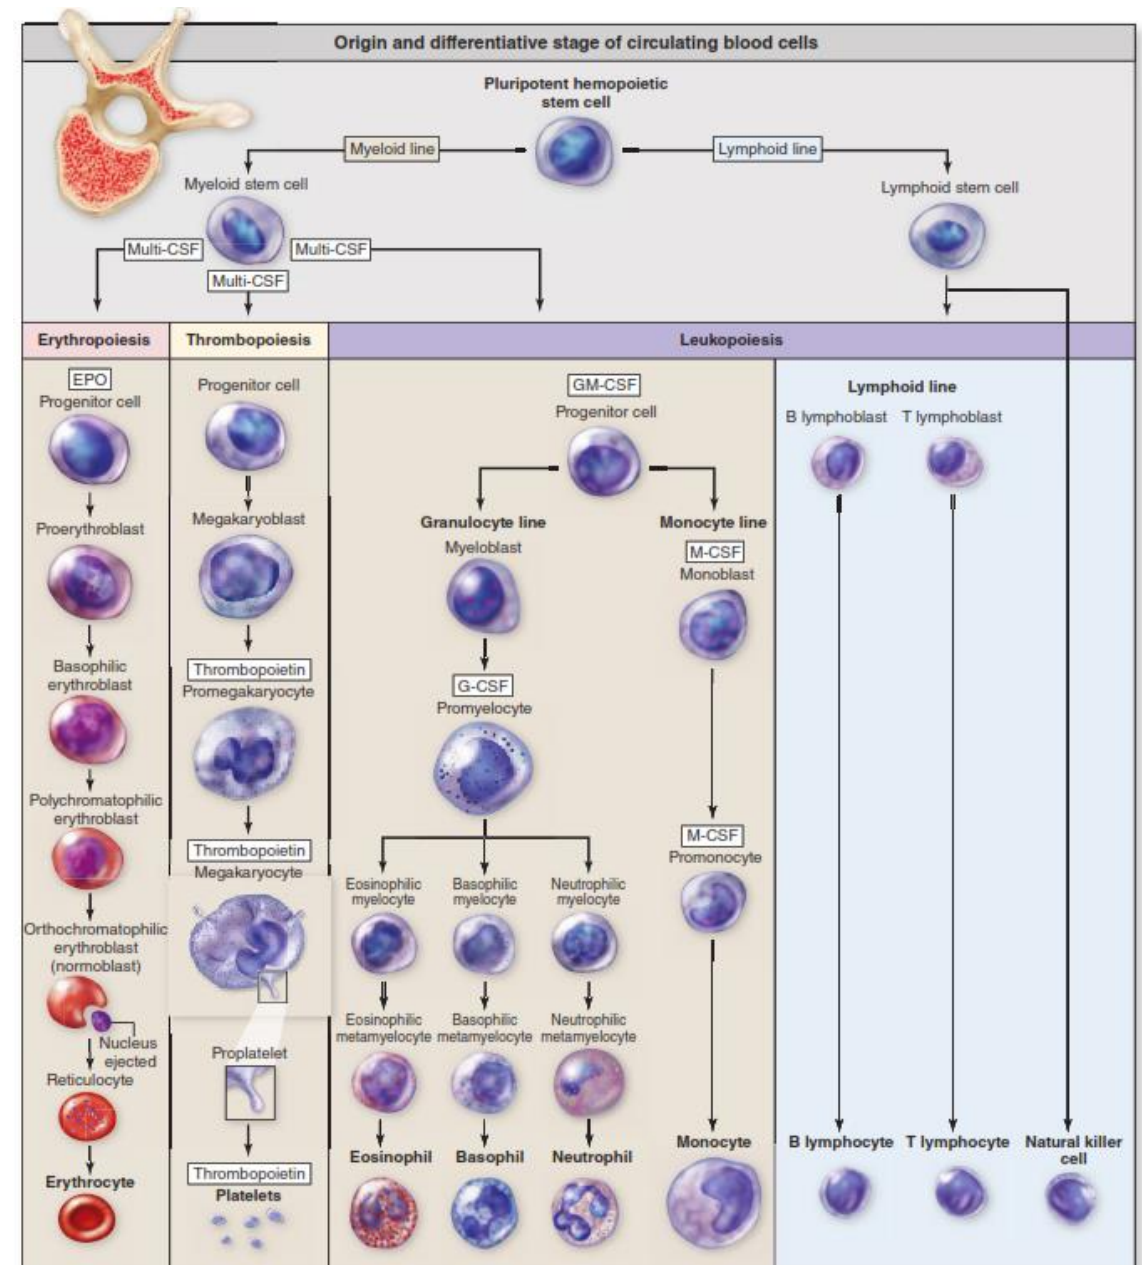 Origin and differentiative stage of circulating blood cells
Pluripotent hemopoietic
stem cell
Myeloid line
Lymphoid line
Myeloid stem cell
Lymphoid stem cell
Multi-CSF
Multi-CSF
Multi-CSF
Erythropoiesis
Thrombopoiesis
Leukopoiesis
EPO
Progenitor cell
Proerythroblast
Basophilic
erythroblast
Polychromatophilic
erythroblast
Orthochromatophilic
erythroblast
(normoblast)
Nucleus
ejected
Reticulocyte
Erythrocyte
Progenitor cell
Megakaryoblast
Thrombopoietin
Promegakaryocyte
Thrombopoietin
Megakaryocyte
Proplatelet
Thrombopoietin
Platelets
GM-CSF
Progenitor cell
Granulocyte line
Myeloblast
G-CSF
Promyelocyte
Eosinophilic
myelocyte
Basophilic
myelocyte
Neutrophilic
myelocyte
Eosinophilic
metamyelocyte
Basophilic
metamyelocyte
Neutrophilic
metamyelocyte
Eosinophil
Basophil
Neutrophil
Monocyte line
M-CSF
Monoblast
M-CSF
Promonocyte
Monocyte
Lymphoid line
B lymphoblast
T lymphoblast
B lymphocyte
T lymphocyte
Natural killer
cell